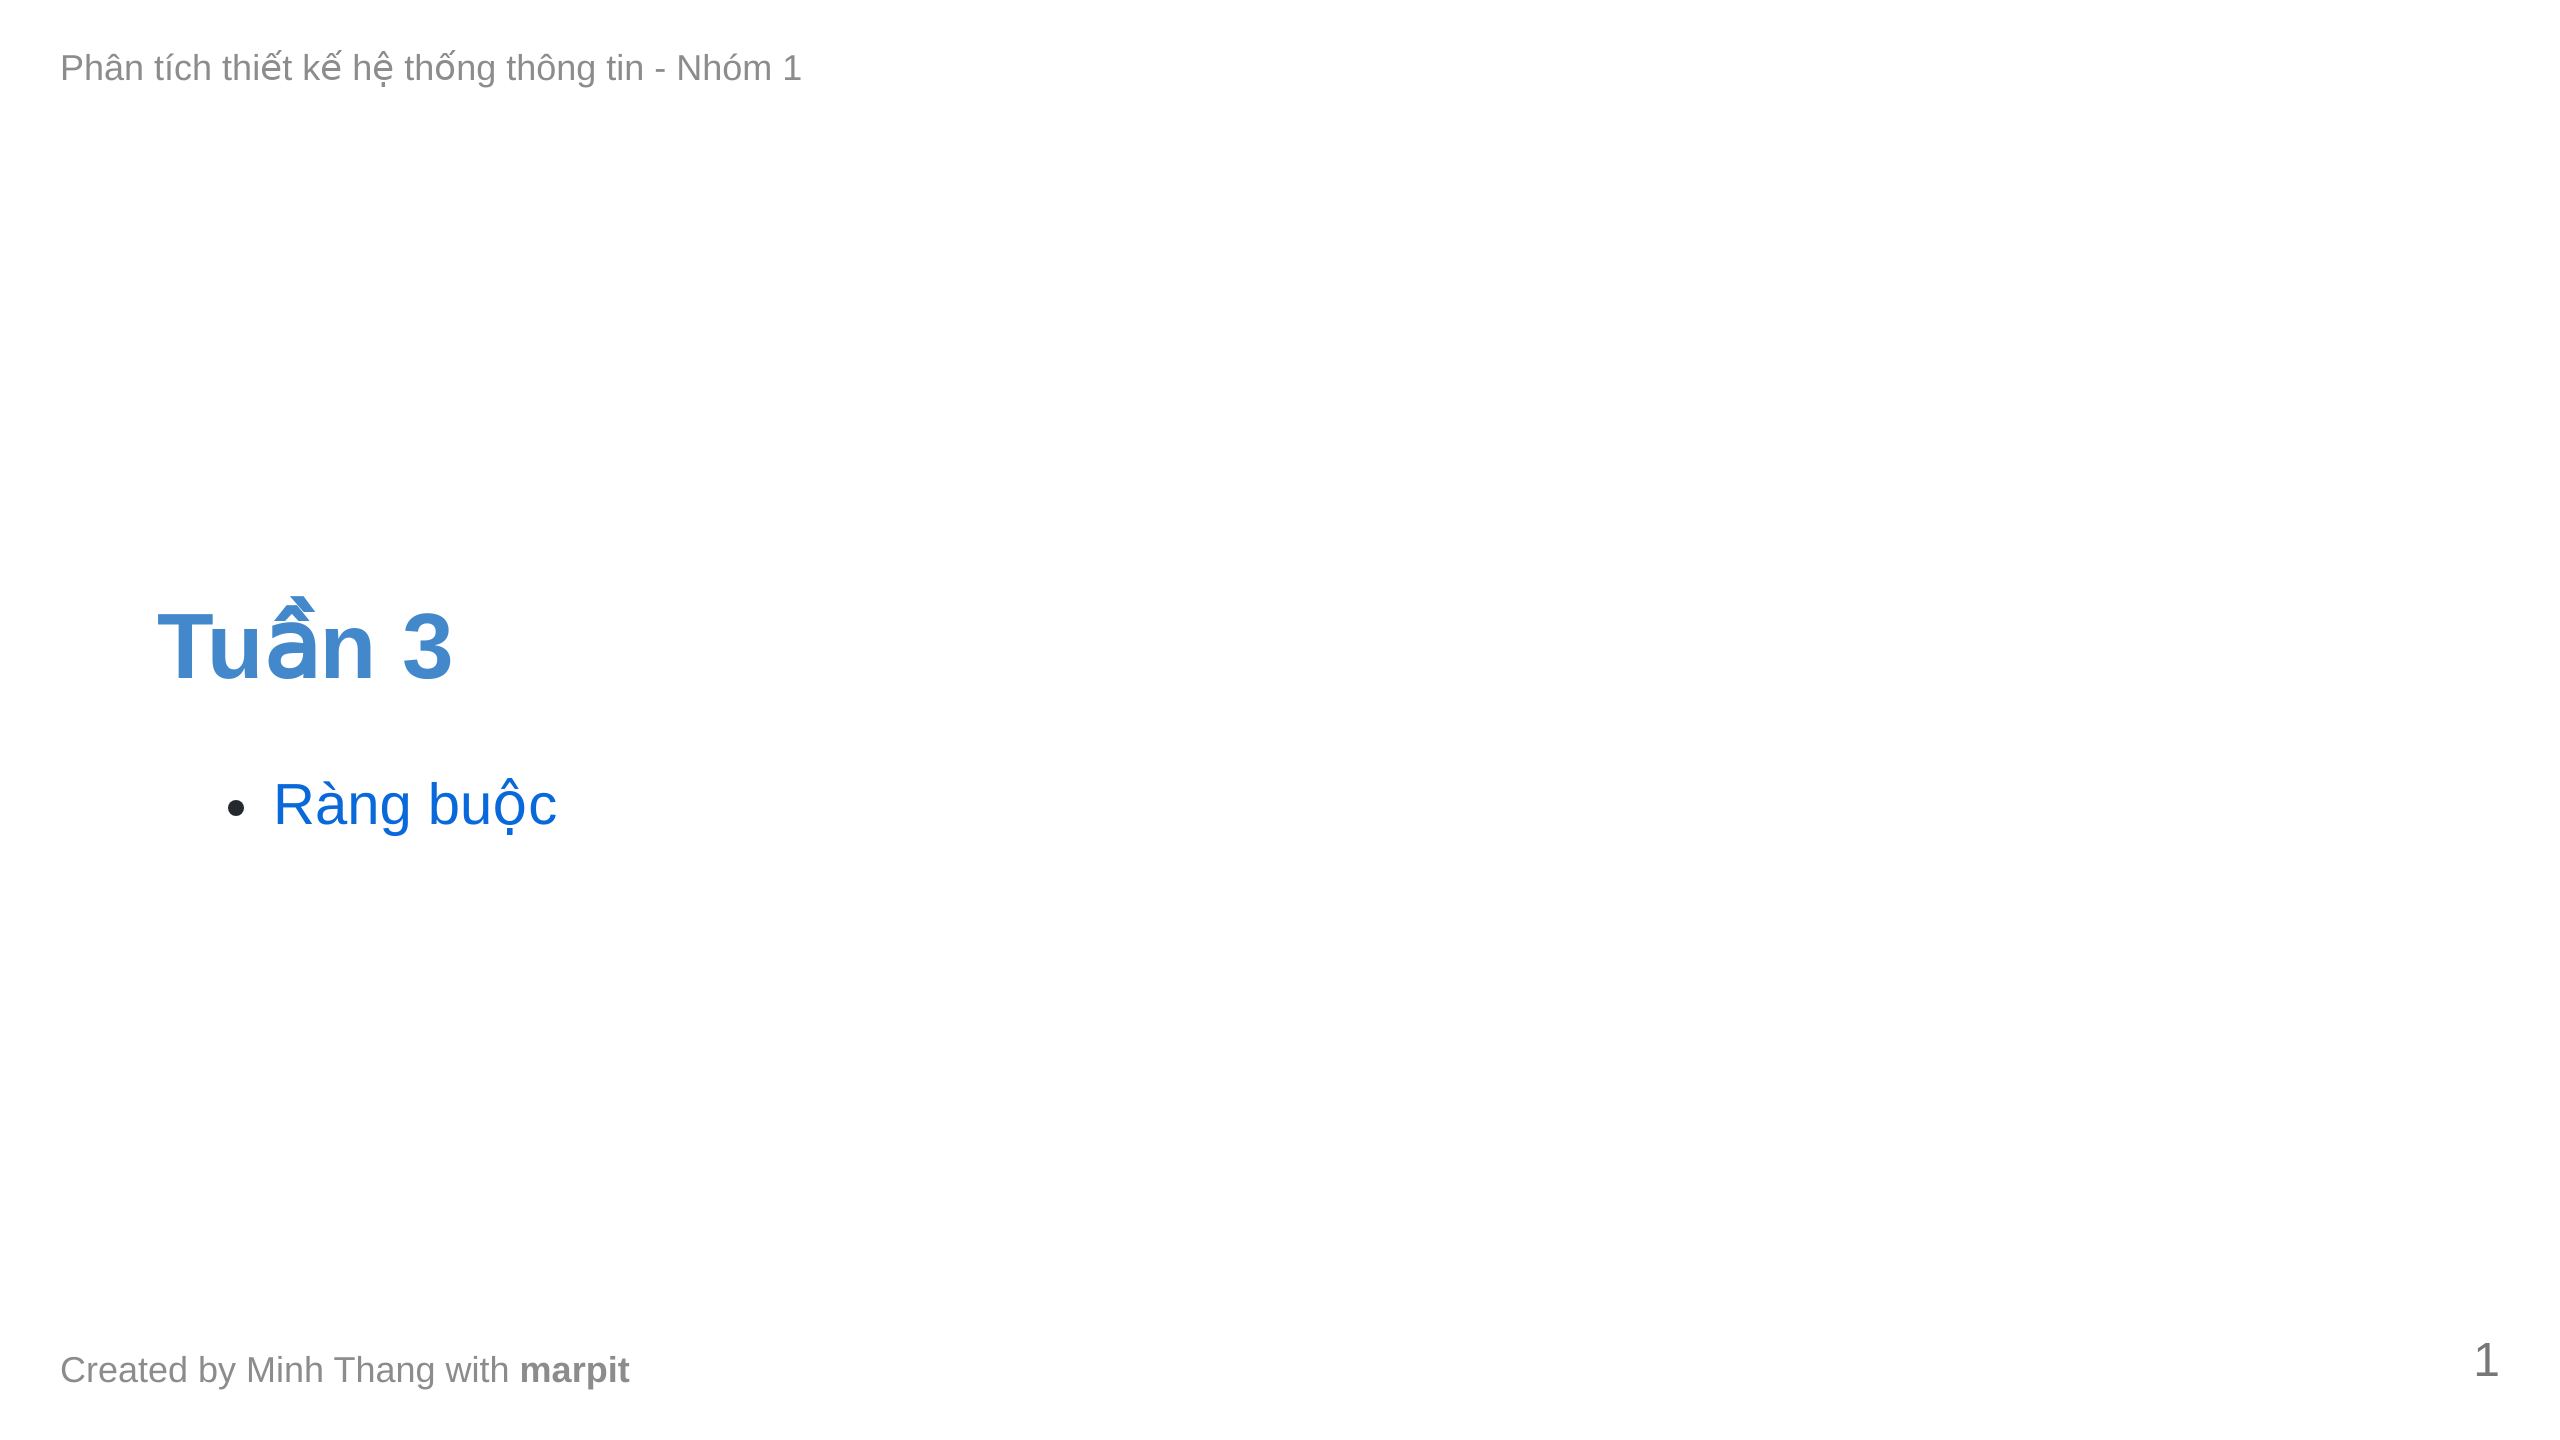 Phân tích thiết kế hệ thống thông tin - Nhóm 1
Tuần 3
• Ràng buộc
Created by Minh Thang with marpit
1